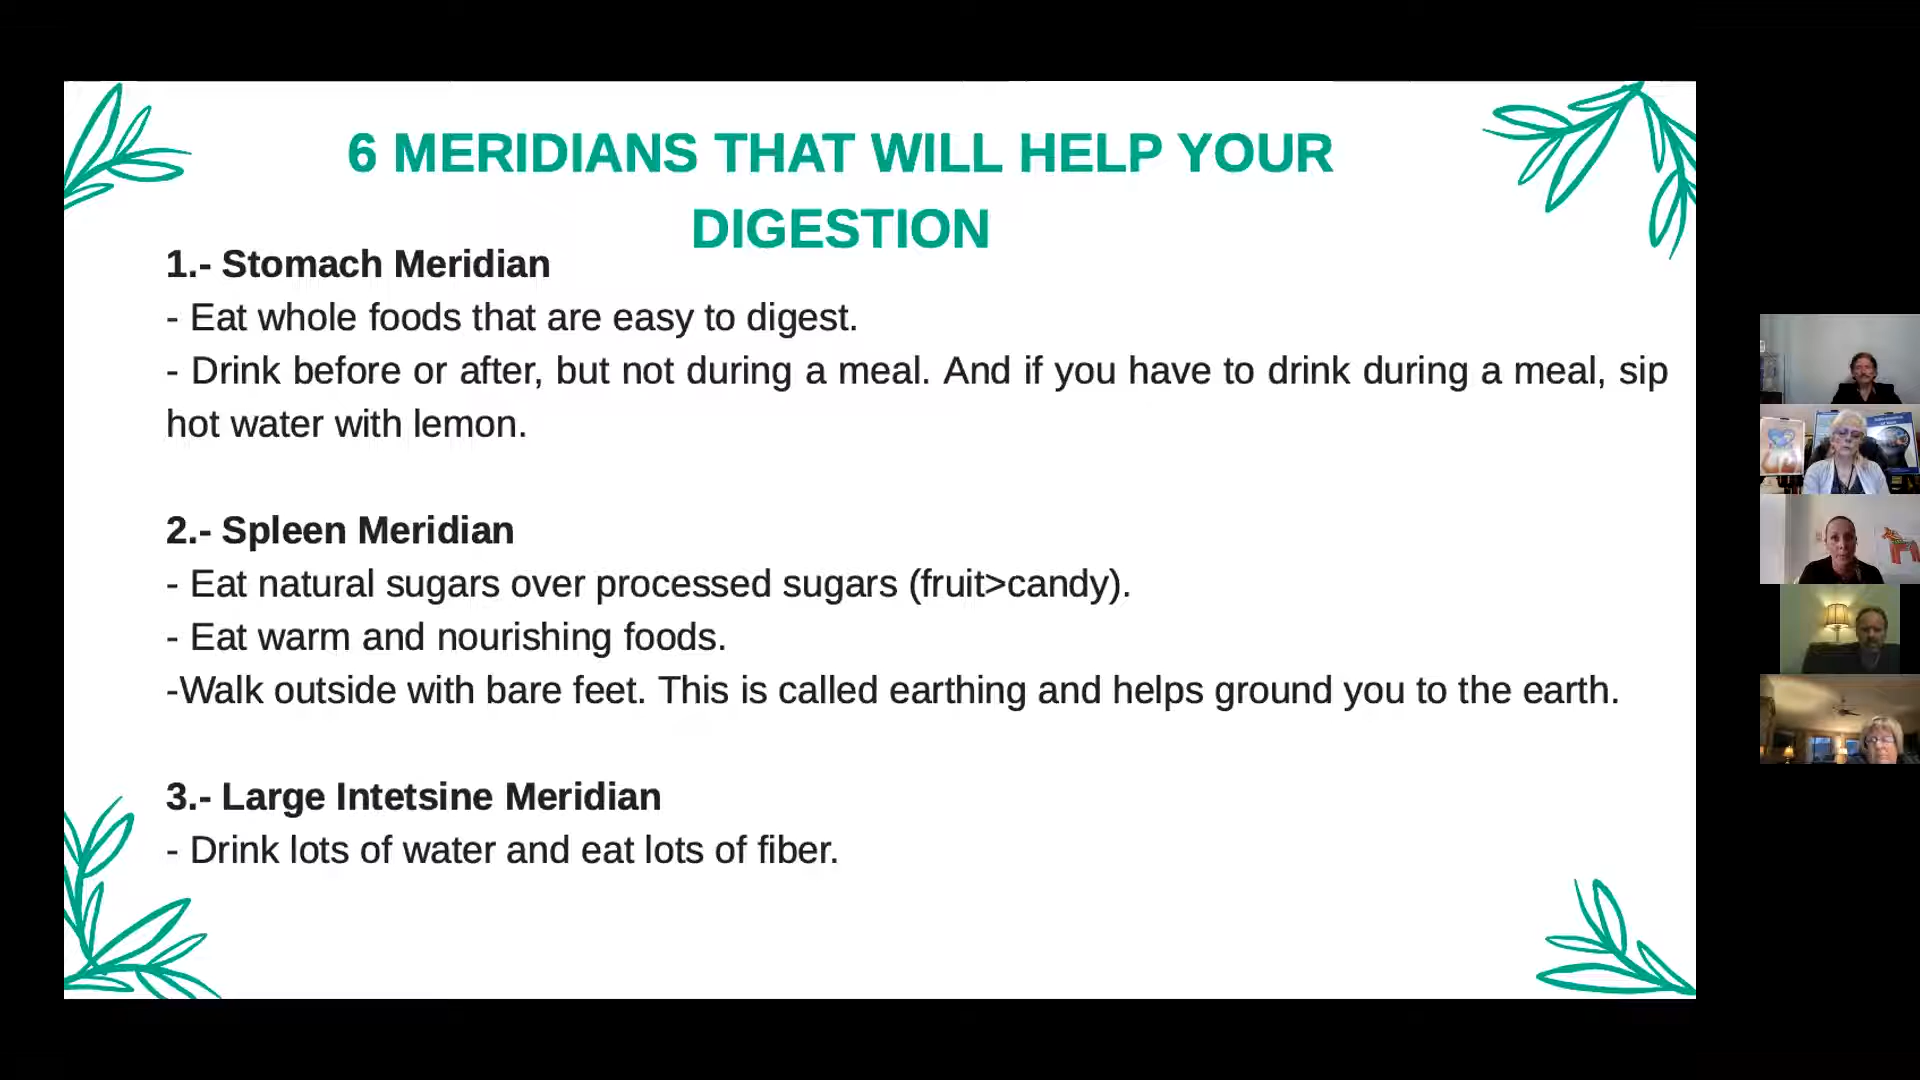 6 MERIDIANS THAT WILL HELP YOUR
DIGESTION
1.- Stomach Meridian
- Eat whole foods that are easy to digest.
- Drink before or after, but not during a meal. And if you have to drink during a meal, sip
hot water with lemon.
2.- Spleen Meridian
- Eat natural sugars over processed sugars (fruit>candy).
- Eat warm and nourishing foods.
-Walk outside with bare feet. This is called earthing and helps ground you to the earth.
3.- Large Intetsine Meridian
- Drink lots of water and eat lots of fiber.